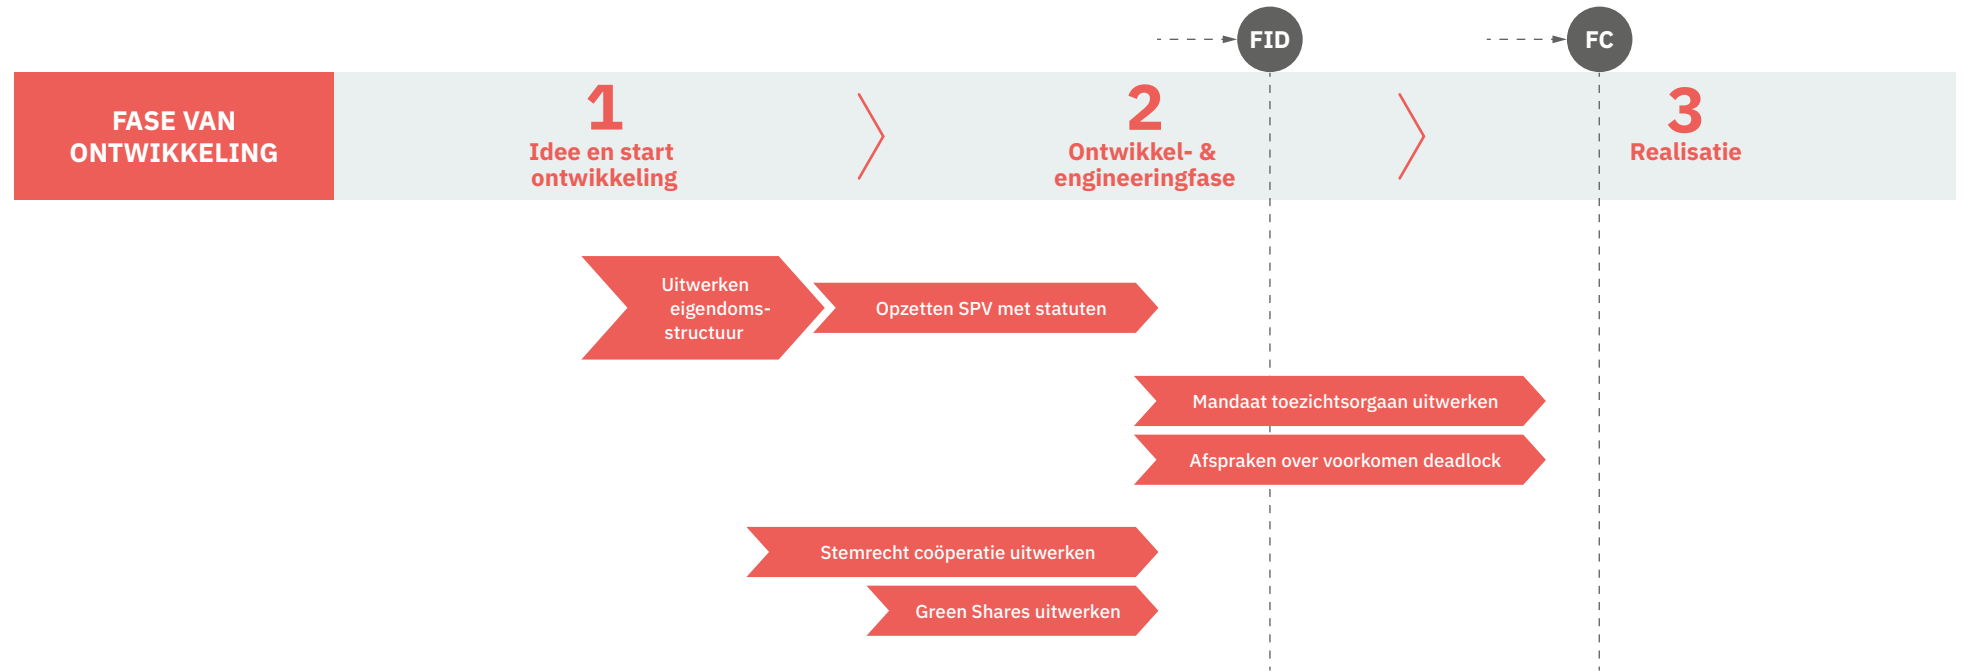 FID
FC
FASE VAN
ONTWIKKELING
1
Idee en start
ontwikkeling
2
Ontwikkel- &
engineeringfase
3
Realisatie
Uitwerken
eigendoms-
structuur
Opzetten SPV met statuten
Mandaat toezichtsorgaan uitwerken
Afspraken over voorkomen deadlock
Stemrecht coöperatie uitwerken
Green Shares uitwerken